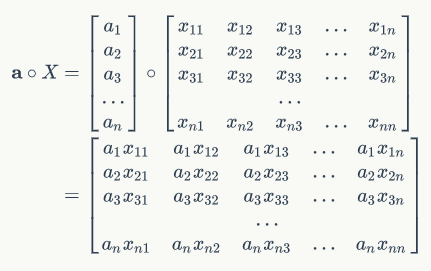 $$\mathbf{a} \circ X = \begin{bmatrix} a_1 \\ a_2 \\ a_3 \\ \dots \\ a_n \end{bmatrix} \circ \begin{bmatrix} x_{11} & x_{12} & x_{13} & \dots & x_{1n} \\ x_{21} & x_{22} & x_{23} & \dots & x_{2n} \\ x_{31} & x_{32} & x_{33} & \dots & x_{3n} \\ & & \dots & & \\ x_{n1} & x_{n2} & x_{n3} & \dots & x_{nn} \end{bmatrix}$$
$$= \begin{bmatrix} a_1x_{11} & a_1x_{12} & a_1x_{13} & \dots & a_1x_{1n} \\ a_2x_{21} & a_2x_{22} & a_2x_{23} & \dots & a_2x_{2n} \\ a_3x_{31} & a_3x_{32} & a_3x_{33} & \dots & a_3x_{3n} \\ & & \dots & & \\ a_nx_{n1} & a_nx_{n2} & a_nx_{n3} & \dots & a_nx_{nn} \end{bmatrix}$$